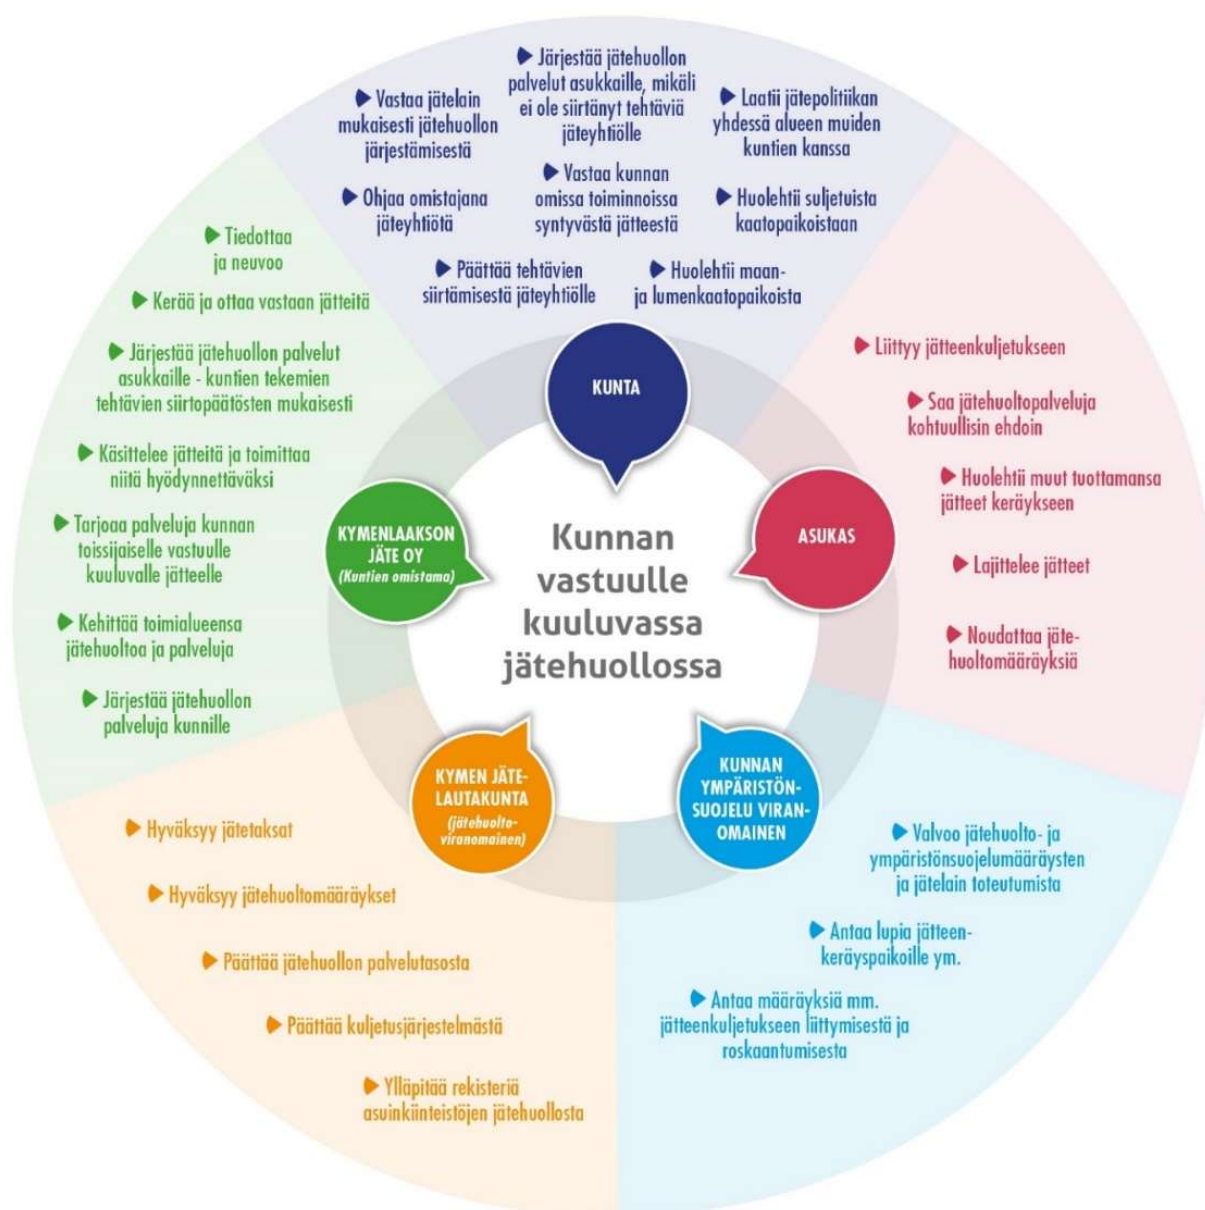 Järjestää jätehuollon
palvelut asukkaille, mikäli
ei ole siirtänyt tehtäviä
jäteyhtiölle
Vastaa jätelain
mukaisesti jätehuollon
järjestämisestä
Laatii jätepolitiikan
yhdessä alueen muiden
kuntien kanssa
Ohjaa omistajana
jäteyhtiötä
Vastaa kunnan
omissa toiminnoissa
syntyvästä jätteestä
Huolehtii suljetuista
kaatopaikoistaan
Päättää tehtävien
siirtämisestä jäteyhtiölle
Huolehtii maan-
ja lumenkaatopaikoista
KUNTA
Liittyy jätteenkuljetukseen
Saa jätehuoltopalveluja
kohtuullisin ehdoin
Huolehtii muut tuottamansa
jätteet keräykseen
Lajittelee jätteet
Noudattaa jäte-
huoltomääräyksiä
ASUKAS
Valvoo jätehuolto- ja
ympäristönsuojelumääräysten
ja jätelain toteutumista
Antaa lupia jätteen-
keräyspaikoille ym.
Antaa määräyksiä mm.
jätteenkuljetukseen liittymisestä ja
roskaantumisesta
KUNNAN
YMPÄRISTÖN-
SUOJELU VIRAN-
OMAINEN
Hyväksyy jätetaksat
Hyväksyy jätehuoltomääräykset
Päättää jätehuollon palvelutasosta
Päättää kuljetusjärjestelmästä
Ylläpitää rekisteriä
asuinkiinteistöjen jätehuollosta
KYMEN JÄTE-
LAUTAKUNTA
(jätehuolto-
viranomainen)
Tiedottaa
ja neuvoo
Kerää ja ottaa vastaan jätteitä
Järjestää jätehuollon palvelut
asukkaille - kuntien tekemien
tehtävien siirtopäätösten mukaisesti
Käsittelee jätteitä ja toimittaa
niitä hyödynnettäväksi
Tarjoaa palveluja kunnan
toissijaiselle vastuulle
kuuluvalle jätteelle
Kehittää toimialueensa
jätehuoltoa ja palveluja
Järjestää jätehuollon
palveluja kunnille
KYMENLAAKSON
JÄTE OY
(Kuntien omistama)
Kunnan
vastuulle
kuuluvassa
jätehuollossa